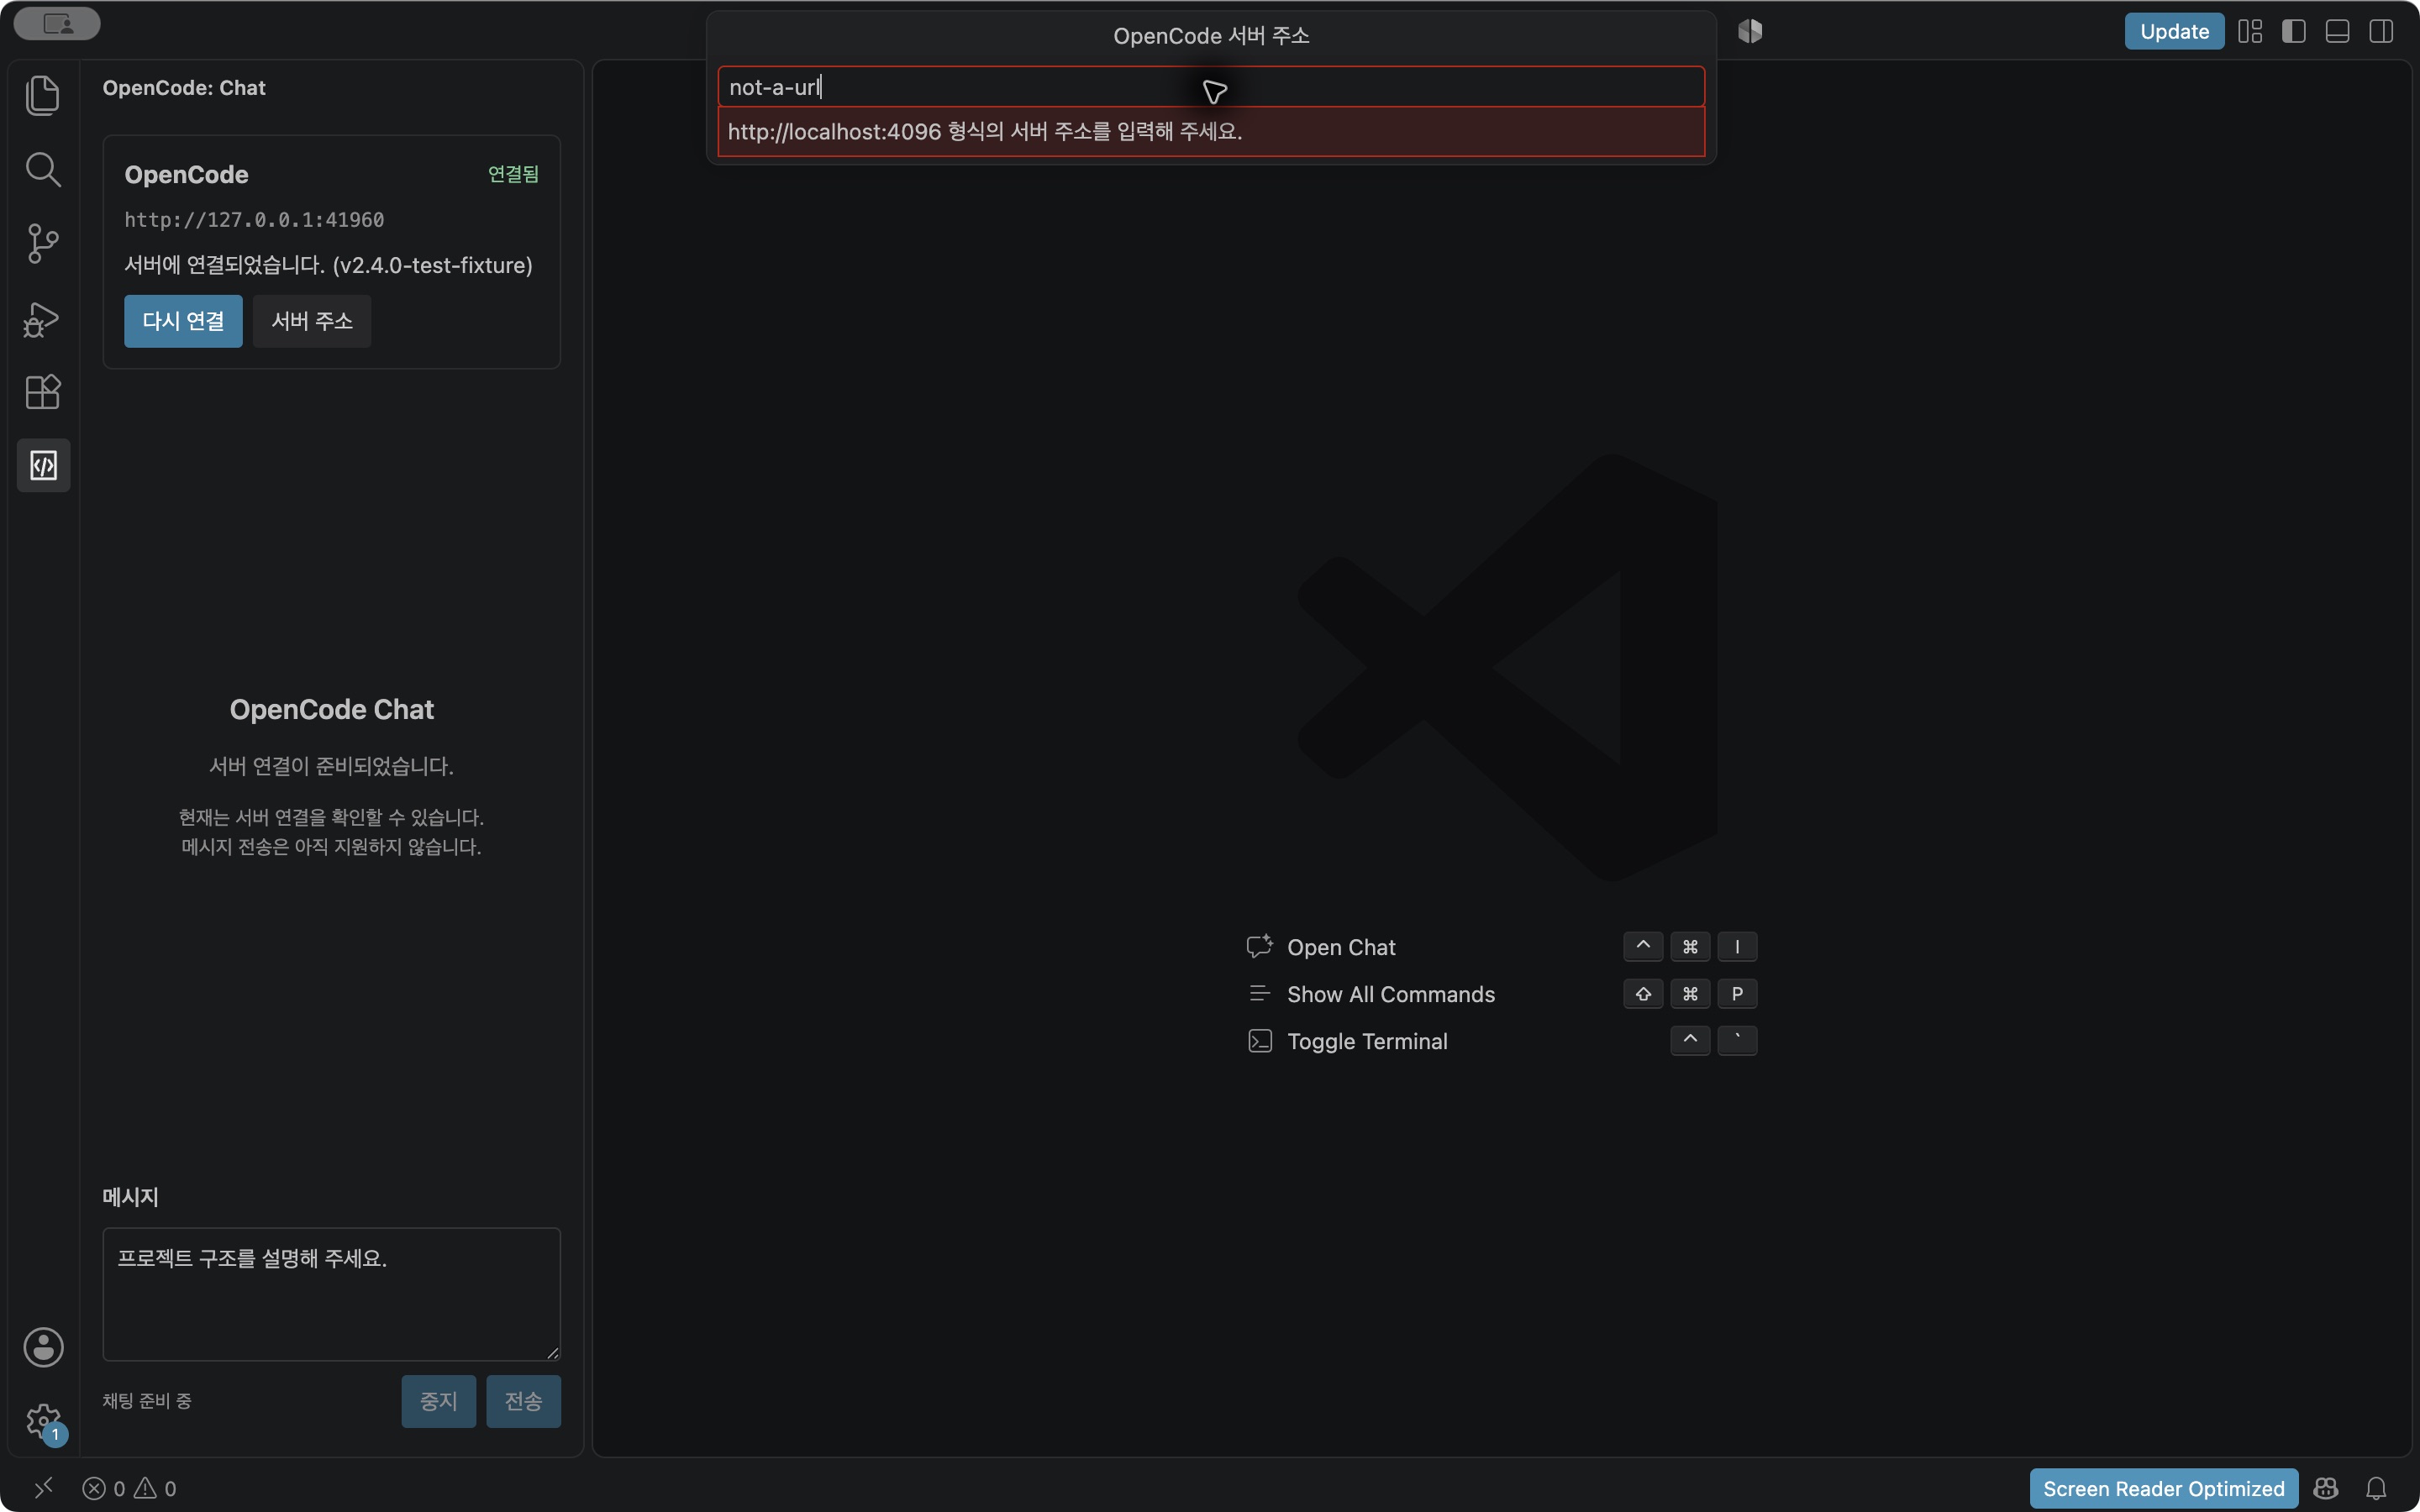 OpenCode 서버 주소
Update
not-a-url
http://localhost:4096 형식의 서버 주소를 입력해 주세요.
OpenCode: Chat
OpenCode
연결됨
http://127.0.0.1:41960
서버에 연결되었습니다. (v2.4.0-test-fixture)
다시 연결
서버 주소
OpenCode Chat
서버 연결이 준비되었습니다.
현재는 서버 연결을 확인할 수 있습니다.
메시지 전송은 아직 지원하지 않습니다.
Open Chat ^ ⌘ I
Show All Commands ⇧ ⌘ P
Toggle Terminal ^ `
메시지
프로젝트 구조를 설명해 주세요.
채팅 준비 중
중지
전송
1
0 0
Screen Reader Optimized